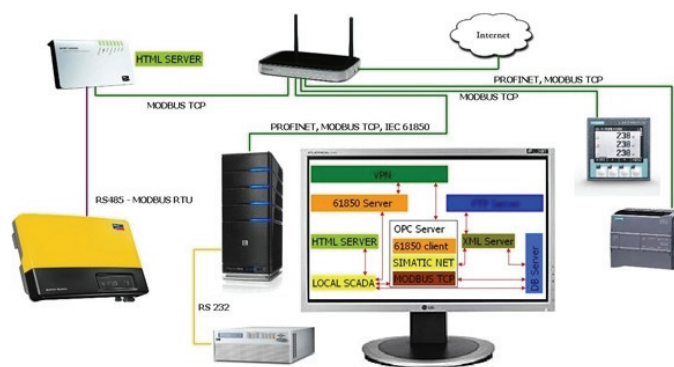 Internet
HTML SERVER
PROFINET, MODBUS TCP
MODBUS TCP
MODBUS TCP
PROFINET, MODBUS TCP, IEC 61850
238
238
238
RS485 - MODBUS RTU
VPN
61850 Server
FTP Server
OPC Server
HTML SERVER
61850 client
XML Server
SIMATIC NET
DB Server
LOCAL SCADA
MODBUS TCP
RS 232
LG